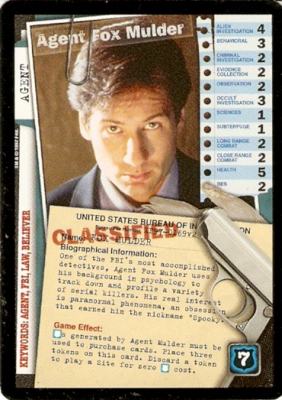 Agent Fox Mulder
ALIEN INVESTIGATION 4
BEHAVIORAL 3
CRIMINAL INVESTIGATION 2
EVIDENCE COLLECTION 2
OBSERVATION 2
OCCULT INVESTIGATION 3
SCIENCES 1
SUBTERFUGE 1
LONG RANGE COMBAT 2
CLOSE RANGE COMBAT 2
HEALTH 5
RES 2
AGENT
KEYWORDS: AGENT, FBI, LAW, BELIEVER
UNITED STATES BUREAU OF IN
ION
CLASSIFIED
Name: FOX MULDER
Biographical Information:
One of the FBI's most accomplished
detectives, Agent Fox Mulder uses
his background in psychology to
track down and profile a variety
of serial killers. His real interest
is paranormal phenomena, an obsession
that earned him the nickname "Spooky."
Game Effect:
s generated by Agent Mulder must be
used to purchase cards. Place three
tokens on this card. Discard a token
to play a Site for zero
7